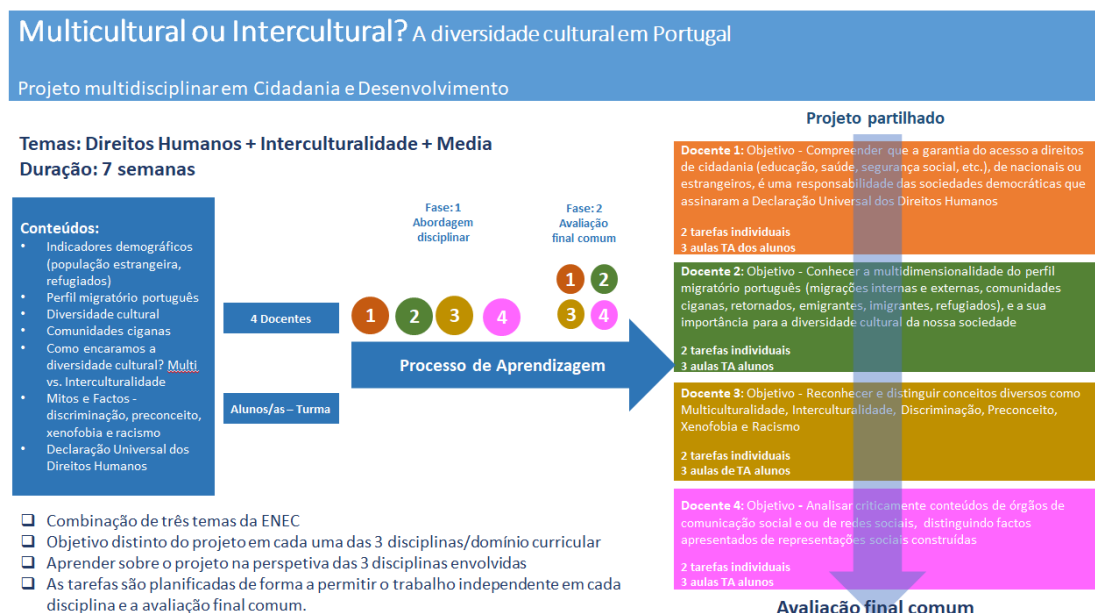 Multicultural ou Intercultural? A diversidade cultural em Portugal
Projeto multidisciplinar em Cidadania e Desenvolvimento
Temas: Direitos Humanos + Interculturalidade + Media
Duração: 7 semanas
Conteúdos:
• Indicadores demográficos
(população estrangeira,
refugiados)
• Perfil migratório português
• Diversidade cultural
• Comunidades ciganas
• Como encaramos a
diversidade cultural? Multi
vs. Interculturalidade
• Mitos e Factos -
discriminação, preconceito,
xenofobia e racismo
• Declaração Universal dos
Direitos Humanos
4 Docentes
Alunos/as – Turma
Fase: 1
Abordagem
disciplinar
Fase: 2
Avaliação
final comum
1 2 3 4
1 2
3 4
Processo de Aprendizagem
Projeto partilhado
Docente 1: Objetivo - Compreender que a garantia do acesso a direitos
de cidadania (educação, saúde, segurança social, etc.), de nacionais ou
estrangeiros, é uma responsabilidade das sociedades democráticas que
assinaram a Declaração Universal dos Direitos Humanos
2 tarefas individuais
3 aulas TA dos alunos
Docente 2: Objetivo - Conhecer a multidimensionalidade do perfil
migratório português (migrações internas e externas, comunidades
ciganas, retornados, emigrantes, imigrantes, refugiados), e a sua
importância para a diversidade cultural da nossa sociedade
2 tarefas individuais
3 aulas TA alunos
Docente 3: Objetivo - Reconhecer e distinguir conceitos diversos como
Multiculturalidade, Interculturalidade, Discriminação, Preconceito,
Xenofobia e Racismo
2 tarefas individuais
3 aulas de TA alunos
Docente 4: Objetivo - Analisar criticamente conteúdos de órgãos de
comunicação social e ou de redes sociais, distinguindo factos
apresentados de representações sociais construídas
2 tarefas individuais
3 aulas TA alunos
Avaliação final comum
❑ Combinação de três temas da ENEC
❑ Objetivo distinto do projeto em cada uma das 3 disciplinas/domínio curricular
❑ Aprender sobre o projeto na perspetiva das 3 disciplinas envolvidas
❑ As tarefas são planificadas de forma a permitir o trabalho independente em cada
disciplina e a avaliação final comum.